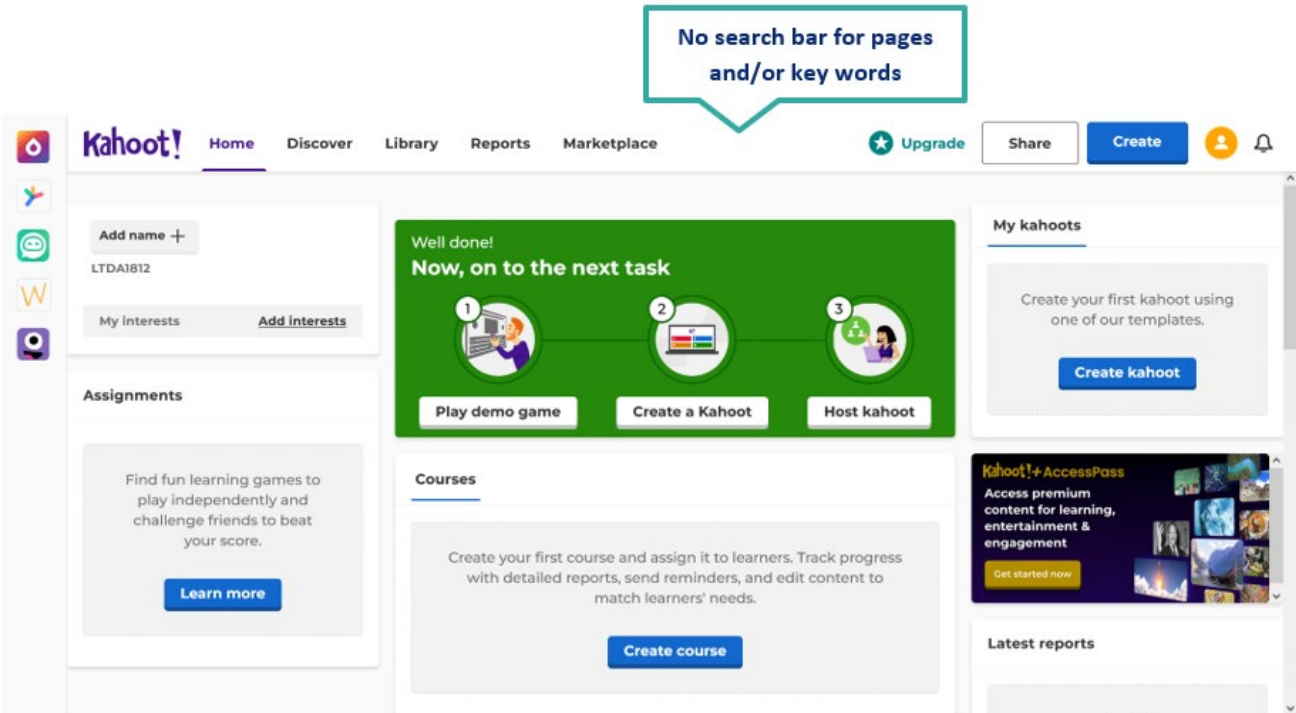 No search bar for pages
and/or key words
Kahoot! Home Discover Library Reports Marketplace Upgrade Share Create
Add name +
LTDA1812
My interests Add interests
Assignments
Find fun learning games to
play independently and
challenge friends to beat
your score.
Learn more
Well done!
Now, on to the next task
1 2 3
Play demo game Create a Kahoot Host kahoot
Courses
Create your first course and assign it to learners. Track progress
with detailed reports, send reminders, and edit content to
match learners' needs.
Create course
My kahoots
Create your first kahoot using
one of our templates.
Create kahoot
Kahoot!+AccessPass
Access premium
content for learning,
entertainment &
engagement
Get started now
Latest reports